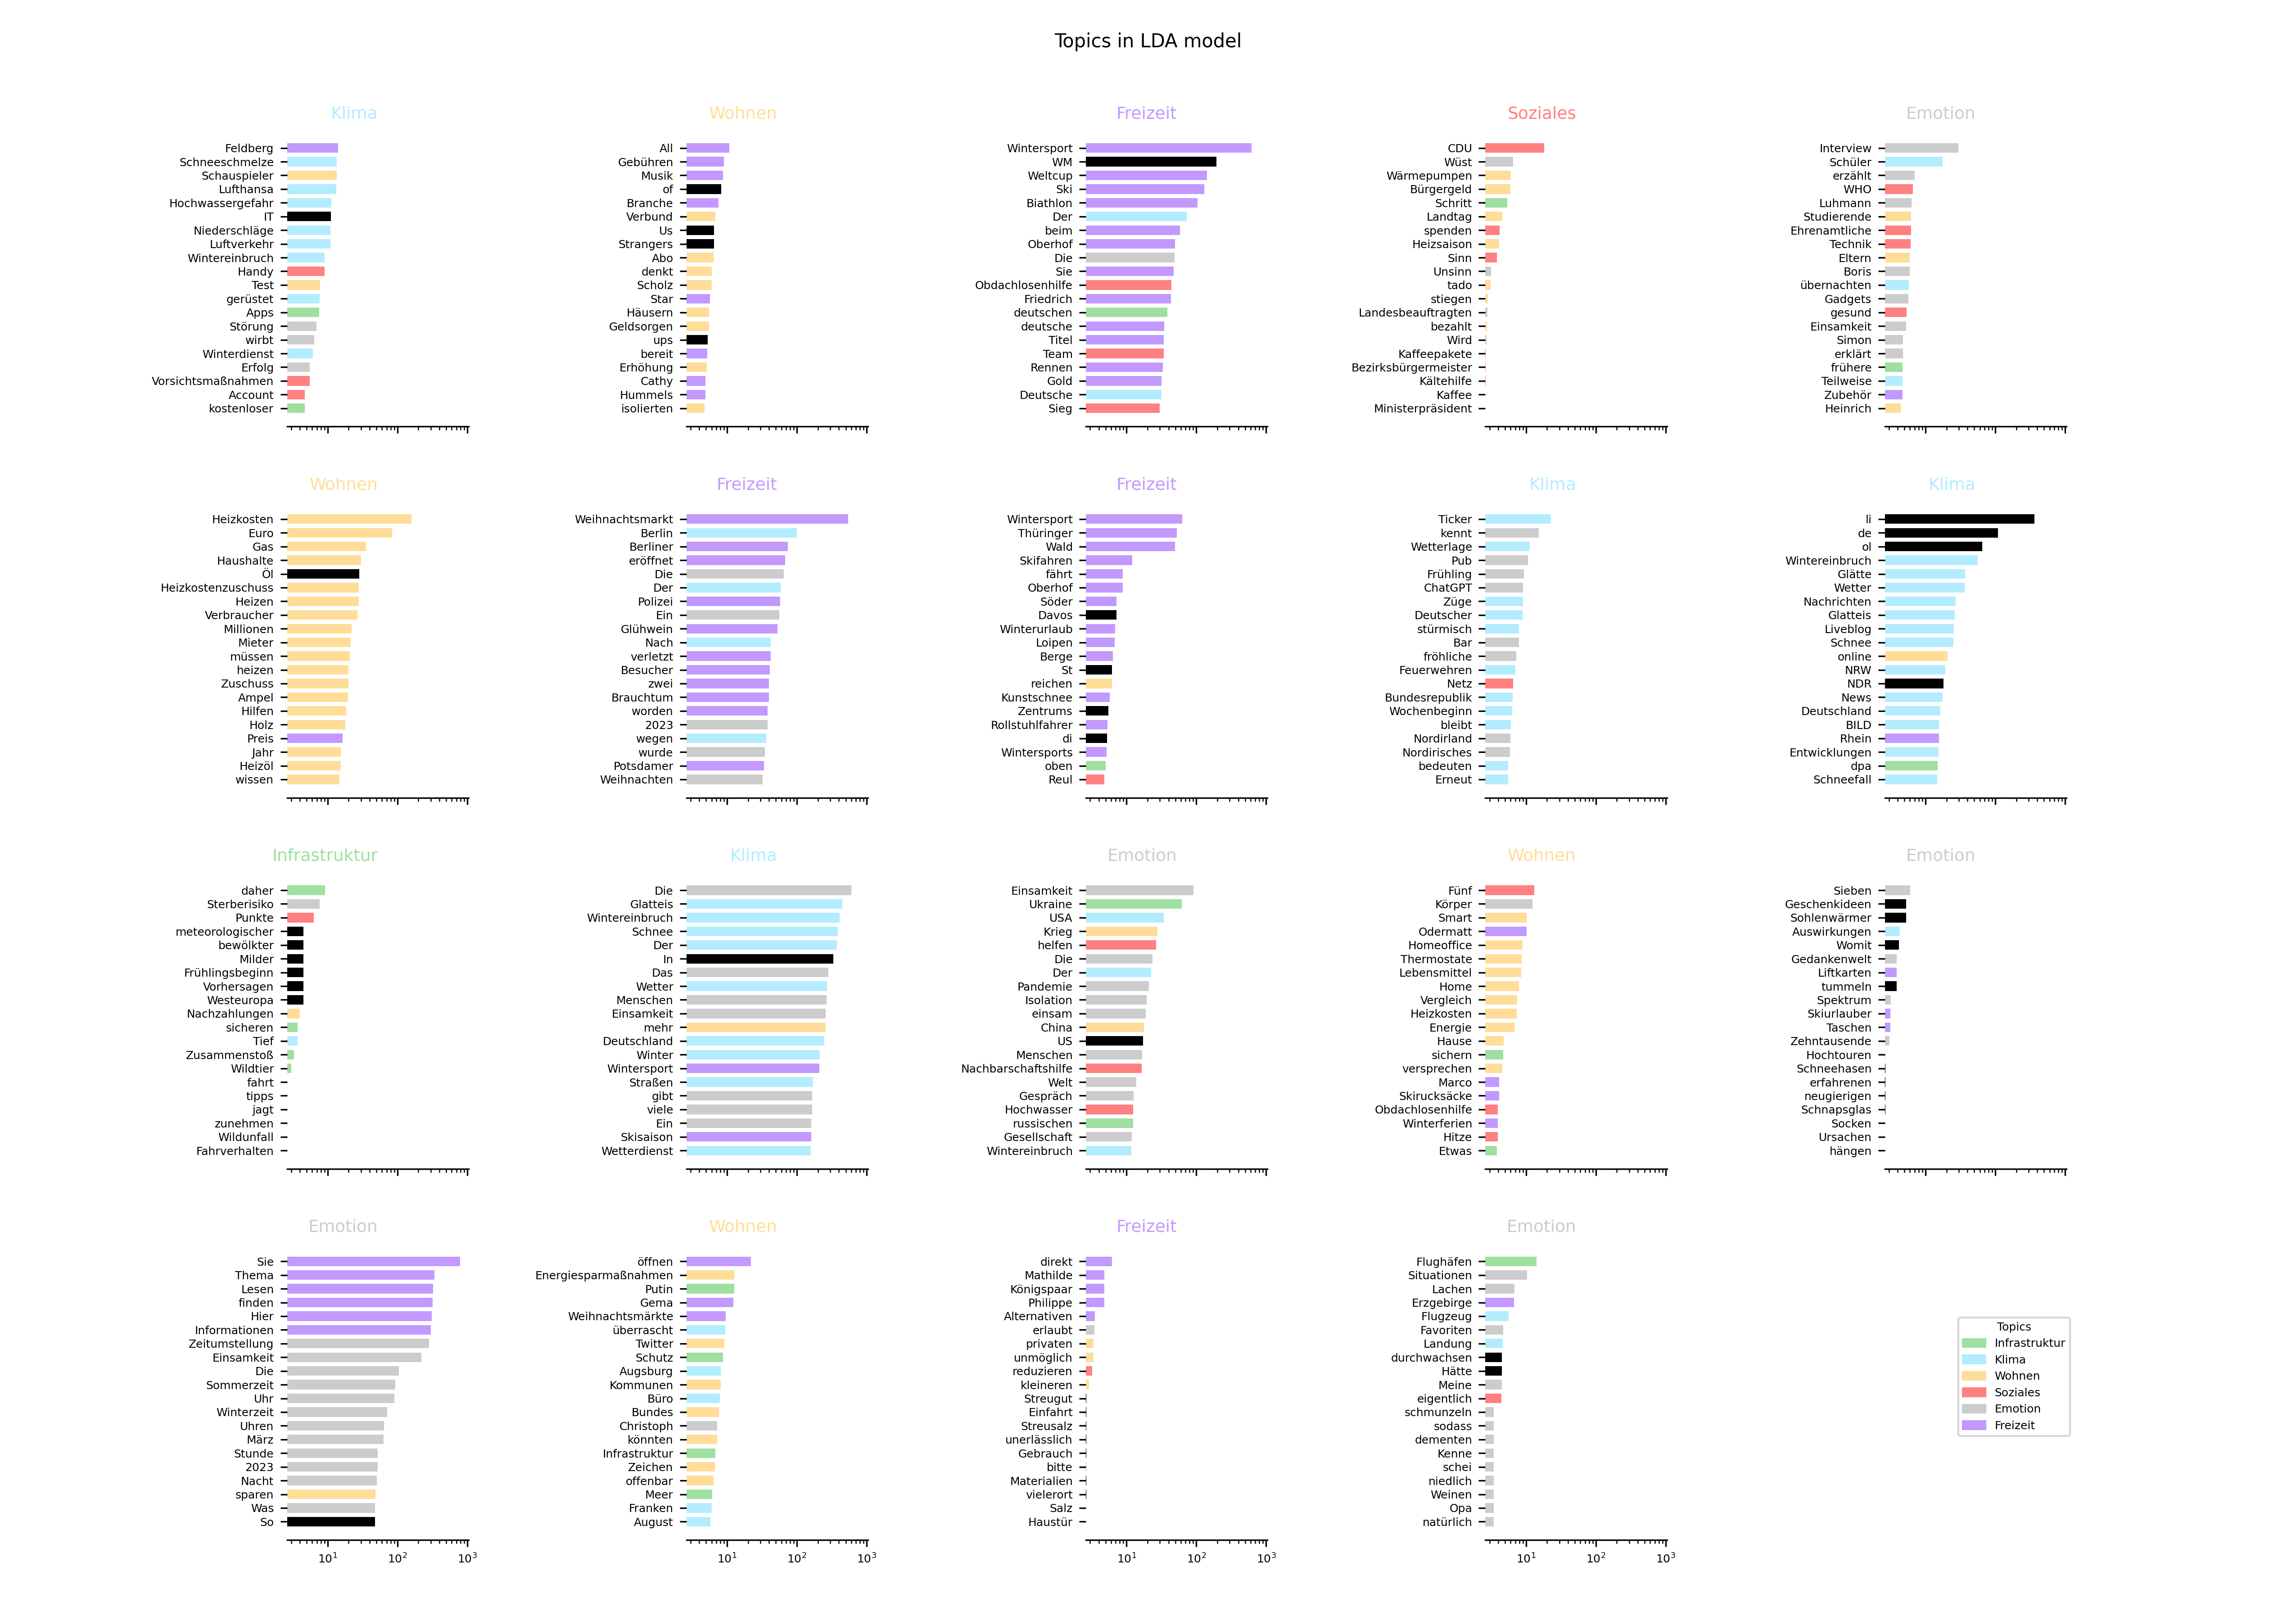 Topics in LDA model
Klima
Feldberg
Schneeschmelze
Schauspieler
Lufthansa
Hochwassergefahr
IT
Niederschläge
Luftverkehr
Wintereinbruch
Handy
Test
gerüstet
Apps
Störung
wirbt
Winterdienst
Erfolg
Vorsichtsmaßnahmen
Account
kostenloser
Wohnen
All
Gebühren
Musik
of
Branche
Verbund
Us
Strangers
Abo
denkt
Scholz
Star
Häusern
Geldsorgen
ups
bereit
Erhöhung
Cathy
Hummels
isolierten
Freizeit
Wintersport
WM
Weltcup
Ski
Biathlon
Der
beim
Oberhof
Die
Sie
Obdachlosenhilfe
Friedrich
deutschen
deutsche
Titel
Team
Rennen
Gold
Deutsche
Sieg
Soziales
CDU
Wüst
Wärmepumpen
Bürgergeld
Schritt
Landtag
spenden
Heizsaison
Sinn
Unsinn
tado
stiegen
Landesbeauftragten
bezahlt
Wird
Kaffeepakete
Bezirksbürgermeister
Kältehilfe
Kaffee
Ministerpräsident
Emotion
Interview
Schüler
erzählt
WHO
Luhmann
Studierende
Ehrenamtliche
Technik
Eltern
Boris
übernachten
Gadgets
gesund
Einsamkeit
Simon
erklärt
frühere
Teilweise
Zubehör
Heinrich
Wohnen
Heizkosten
Euro
Gas
Haushalte
Öl
Heizkostenzuschuss
Heizen
Verbraucher
Millionen
Mieter
müssen
heizen
Zuschuss
Ampel
Hilfen
Holz
Preis
Jahr
Heizöl
wissen
Freizeit
Weihnachtsmarkt
Berlin
Berliner
eröffnet
Die
Der
Polizei
Ein
Glühwein
Nach
verletzt
Besucher
zwei
Brauchtum
worden
2023
wegen
wurde
Potsdamer
Weihnachten
Freizeit
Wintersport
Thüringer
Wald
Skifahren
fährt
Oberhof
Söder
Davos
Winterurlaub
Loipen
Berge
St
reichen
Kunstschnee
Zentrums
Rollstuhlfahrer
di
Wintersports
oben
Reul
Klima
Ticker
kennt
Wetterlage
Pub
Frühling
ChatGPT
Züge
Deutscher
stürmisch
Bar
fröhliche
Feuerwehren
Netz
Bundesrepublik
Wochenbeginn
bleibt
Nordirland
Nordirisches
bedeuten
Erneut
Klima
li
de
ol
Wintereinbruch
Glätte
Wetter
Nachrichten
Glatteis
Liveblog
Schnee
online
NRW
NDR
News
Deutschland
BILD
Rhein
Entwicklungen
dpa
Schneefall
Infrastruktur
daher
Sterberisiko
Punkte
meteorologischer
bewölkter
Milder
Frühlingsbeginn
Vorhersagen
Westeuropa
Nachzahlungen
sicheren
Tief
Zusammenstoß
Wildtier
fahrt
tipps
jagt
zunehmen
Wildunfall
Fahrverhalten
Klima
Die
Glatteis
Wintereinbruch
Schnee
Der
In
Das
Wetter
Menschen
Einsamkeit
mehr
Deutschland
Winter
Wintersport
Straßen
gibt
viele
Ein
Skisaison
Wetterdienst
Emotion
Einsamkeit
Ukraine
USA
Krieg
helfen
Die
Der
Pandemie
Isolation
einsam
China
US
Menschen
Nachbarschaftshilfe
Welt
Gespräch
Hochwasser
russischen
Gesellschaft
Wintereinbruch
Wohnen
Fünf
Körper
Smart
Odermatt
Homeoffice
Thermostate
Lebensmittel
Home
Vergleich
Heizkosten
Energie
Hause
sichern
versprechen
Marco
Skirucksäcke
Obdachlosenhilfe
Winterferien
Hitze
Etwas
Emotion
Sieben
Geschenkideen
Sohlenwärmer
Auswirkungen
Womit
Gedankenwelt
Liftkarten
tummeln
Spektrum
Skiurlauber
Taschen
Zehntausende
Hochtouren
Schneehasen
erfahrenen
neugierigen
Schnapsglas
Socken
Ursachen
hängen
Emotion
Sie
Thema
Lesen
finden
Hier
Informationen
Zeitumstellung
Einsamkeit
Die
Sommerzeit
Uhr
Winterzeit
Uhren
März
Stunde
2023
Nacht
sparen
Was
So
10¹ 10² 10³
Wohnen
öffnen
Energiesparmaßnahmen
Putin
Gema
Weihnachtsmärkte
überrascht
Twitter
Schutz
Augsburg
Kommunen
Büro
Bundes
Christoph
könnten
Infrastruktur
Zeichen
offenbar
Meer
Franken
August
10¹ 10² 10³
Freizeit
direkt
Mathilde
Königspaar
Philippe
Alternativen
erlaubt
privaten
unmöglich
reduzieren
kleineren
Streugut
Einfahrt
Streusalz
unerlässlich
Gebrauch
bitte
Materialien
vielerort
Salz
Haustür
10¹ 10² 10³
Emotion
Flughäfen
Situationen
Lachen
Erzgebirge
Flugzeug
Favoriten
Landung
durchwachsen
Hätte
Meine
eigentlich
schmunzeln
sodass
dementen
Kenne
schei
niedlich
Weinen
Opa
natürlich
10¹ 10² 10³
Topics
Infrastruktur
Klima
Wohnen
Soziales
Emotion
Freizeit